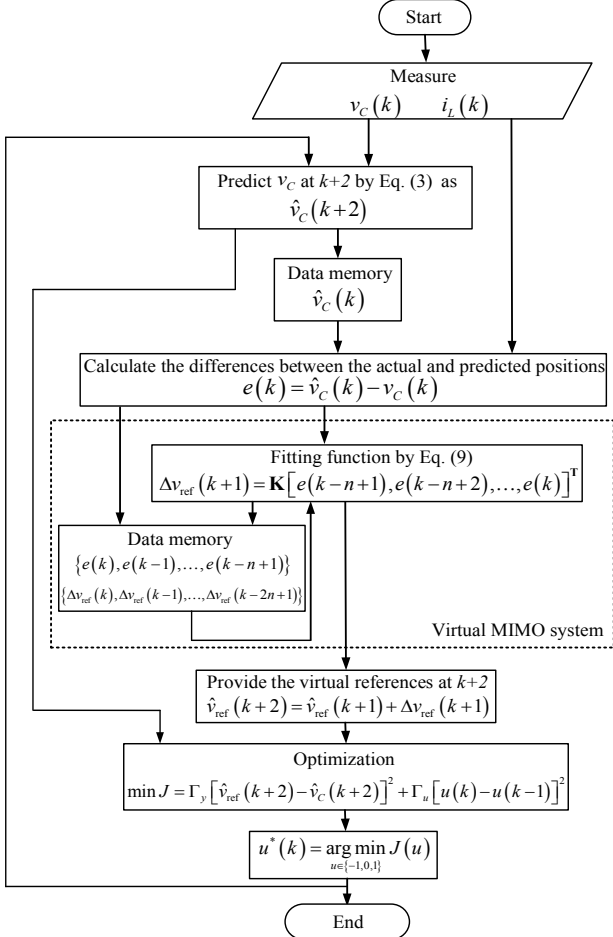 Start
Measure
v_C(k) i_L(k)
Predict v_C at k+2 by Eq. (3) as
v̂_C(k+2)
Data memory
v̂_C(k)
Calculate the differences between the actual and predicted positions
e(k) = v̂_C(k) − v_C(k)
Fitting function by Eq. (9)
Δv_ref(k+1) = K[e(k−n+1), e(k−n+2), …, e(k)]^T
Data memory
{e(k), e(k−1), …, e(k−n+1)}
{Δv_ref(k), Δv_ref(k−1), …, Δv_ref(k−2n+1)}
Virtual MIMO system
Provide the virtual references at k+2
v̂_ref(k+2) = v̂_ref(k+1) + Δv_ref(k+1)
Optimization
min J = Γ_y[v̂_ref(k+2) − v̂_C(k+2)]² + Γ_u[u(k) − u(k−1)]²
u*(k) = arg min J(u)
u∈{−1,0,1}
End